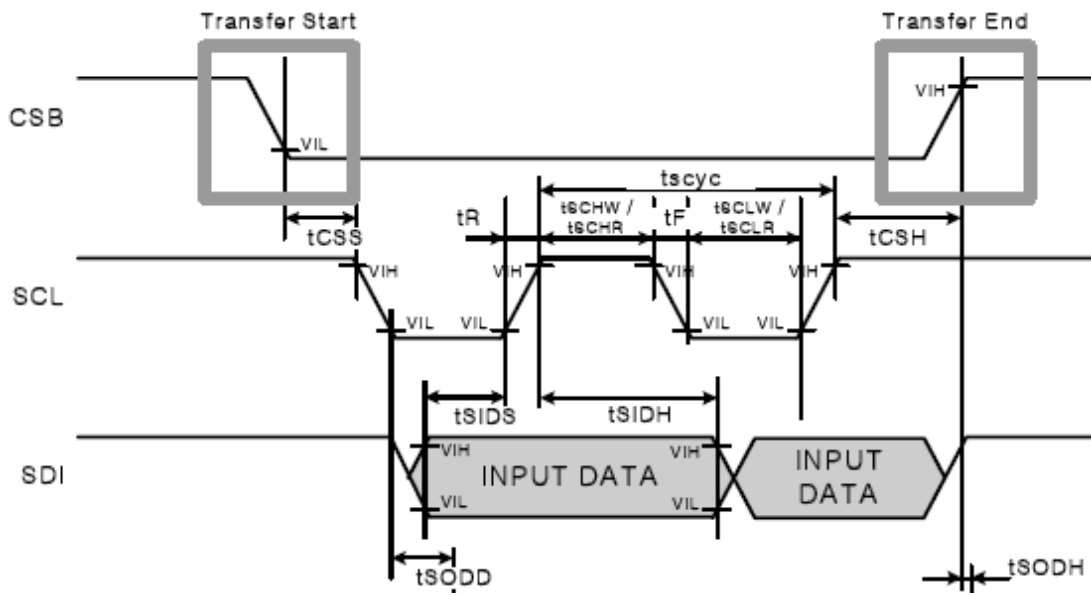 Transfer Start
Transfer End
CSB
VIL
VIH
tscyc
tCSS
tR
tSCHW /
tSCHR
tF
tSCLW /
tSCLR
tCSH
SCL
VIH
VIH
VIH
VIL
VIL
VIL
VIL
tSIDS
tSIDH
SDI
VIH
VIH
INPUT DATA
INPUT
DATA
VIL
VIL
tSODD
tSODH